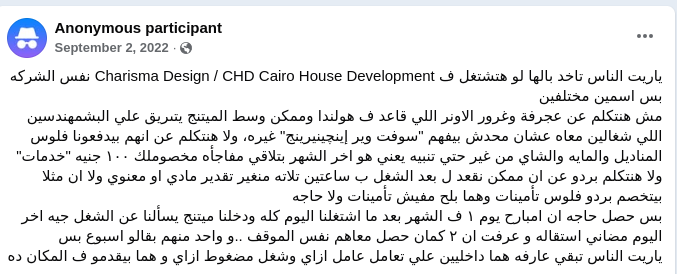 Anonymous participant
September 2, 2022 ·
ياريت الناس تاخد بالها لو هتشتغل ف Charisma Design / CHD Cairo House Development نفس الشركه
بس اسمين مختلفين
مش هنتكلم عن عجرفة وغرور الاونر اللي قاعد ف هولندا وممكن وسط الميتنج يتريق علي البشمهندسين
اللي شغالين معاه عشان محدش بيفهم "سوفت وير إينچينيرينج" غيره، ولا هنتكلم عن انهم بيدفعونا فلوس
المناديل والمايه والشاي من غير حتي تنبيه يعني هو اخر الشهر بتلاقي مفاجأه مخصوملك ١٠٠ جنيه "خدمات"
ولا هنتكلم بردو عن ان ممكن نقعد ل بعد الشغل ب ساعتين تلاته منغير تقدير مادي او معنوي ولا ان مثلا
بيتخصم بردو فلوس تأمينات وهما بلح مفيش تأمينات ولا حاجه
بس حصل حاجه ان امبارح يوم ١ ف الشهر بعد ما اشتغلنا اليوم كله ودخلنا ميتنج يسألنا عن الشغل جيه اخر
اليوم مضاني استقاله و عرفت ان ٢ كمان حصل معاهم نفس الموقف ..و واحد منهم بقالو اسبوع بس
ياريت الناس تبقي عارفه هما داخليين علي تعامل عامل ازاي وشغل مضغوط ازاي و هما بيقدمو ف المكان ده